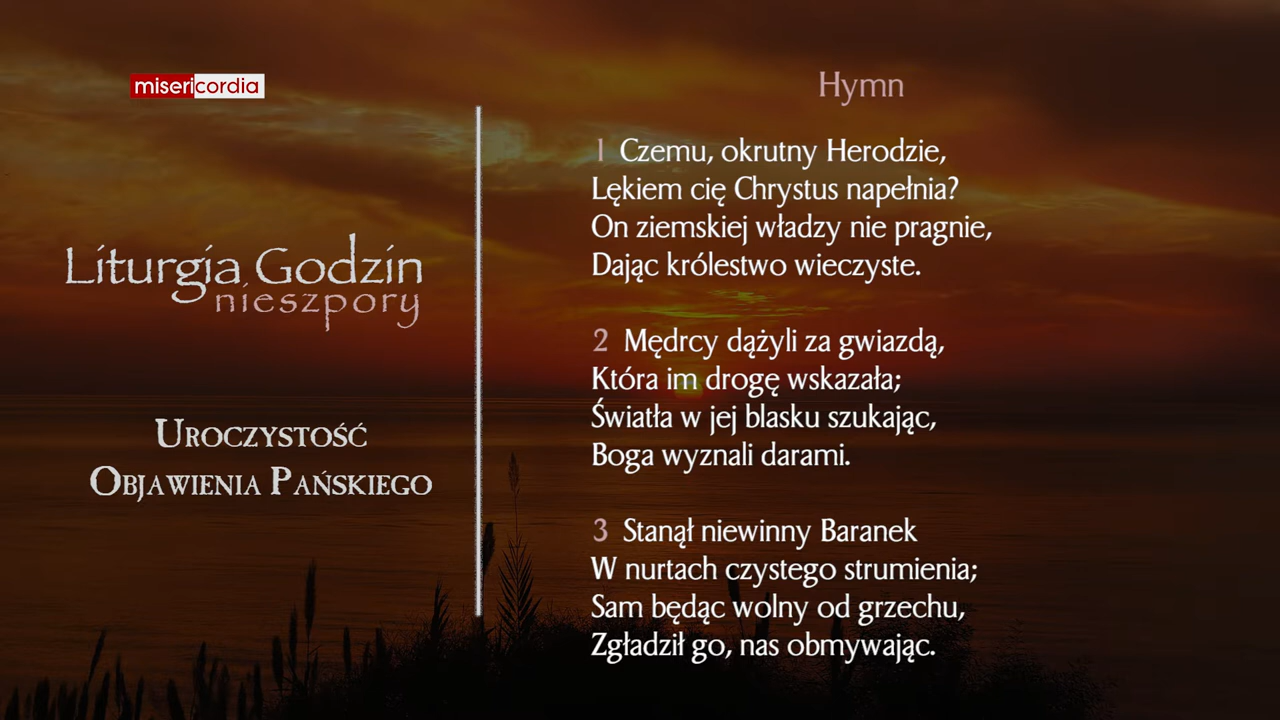 misericordia
Liturgia Godzin
nieszpory
Uroczystość
Objawienia Pańskiego
Hymn
1 Czemu, okrutny Herodzie,
Lękiem cię Chrystus napełnia?
On ziemskiej władzy nie pragnie,
Dając królestwo wieczyste.
2 Mędrcy dążyli za gwiazdą,
Która im drogę wskazała;
Światła w jej blasku szukając,
Boga wyznali darami.
3 Stanął niewinny Baranek
W nurtach czystego strumienia;
Sam będąc wolny od grzechu,
Zgładził go, nas obmywając.